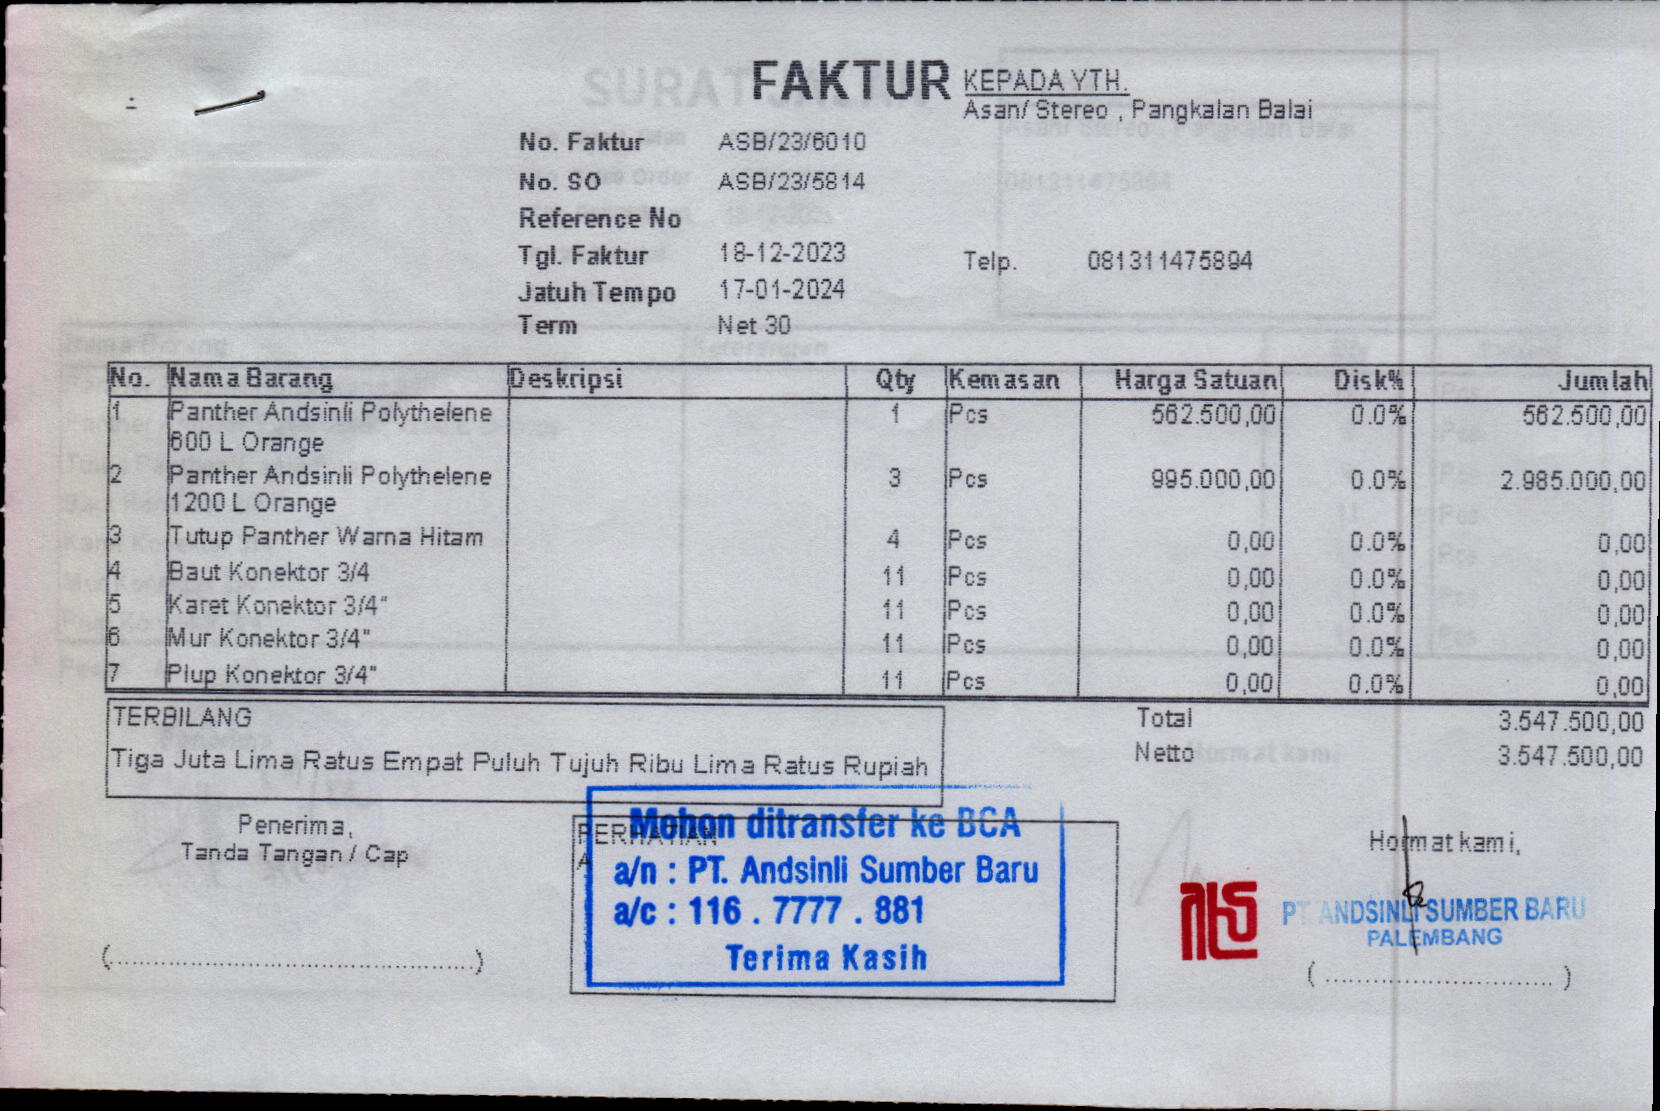 FAKTUR
KEPADA YTH.
Asan/ Stereo , Pangkalan Balai
No. Faktur ASB/23/6010
No. SO ASB/23/5814
Reference No
Tgl. Faktur 18-12-2023
Telp. 081311475894
Jatuh Tempo 17-01-2024
Term Net 30
No. Nama Barang Deskripsi Qty Kemasan Harga Satuan Disk% Jumlah
1 Panther Andsinli Polythelene 1 Pcs 562.500,00 0.0% 562.500,00
600 L Orange
2 Panther Andsinli Polythelene 3 Pcs 995.000,00 0.0% 2.985.000,00
1200 L Orange
3 Tutup Panther Warna Hitam 4 Pcs 0,00 0.0% 0,00
4 Baut Konektor 3/4 11 Pcs 0,00 0.0% 0,00
5 Karet Konektor 3/4" 11 Pcs 0,00 0.0% 0,00
6 Mur Konektor 3/4" 11 Pcs 0,00 0.0% 0,00
7 Plup Konektor 3/4" 11 Pcs 0,00 0.0% 0,00
TERBILANG
Tiga Juta Lima Ratus Empat Puluh Tujuh Ribu Lima Ratus Rupiah
Total 3.547.500,00
Netto 3.547.500,00
Penerima,
Tanda Tangan / Cap
(..........................................)
PERHATIAN
A
Mohon ditransfer ke BCA
a/n : PT. Andsinli Sumber Baru
a/c : 116 . 7777 . 881
Terima Kasih
Hormat kami,
PT ANDSINLI SUMBER BARU
PALEMBANG
(............................)